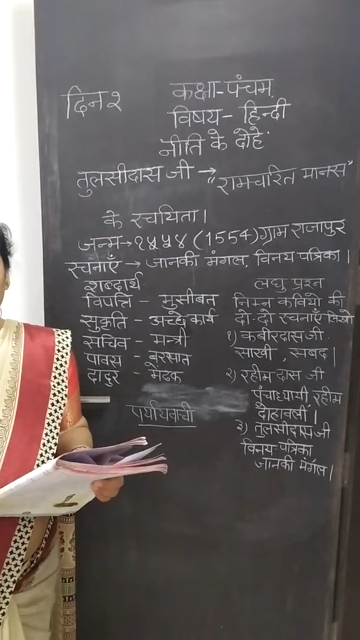 दिन २
कक्षा-पंचम
विषय- हिन्दी
नीति के दोहे
तुलसीदास जी → "रामचरित मानस"
के रचयिता।
जन्म→ १५५४ (1554) ग्राम राजापुर
रचनाएँ → जानकी मंगल, विनय पत्रिका।
शब्दार्थ
विपत्ति - मुसीबत
सुकृति - अच्छे कार्य
सचिव - मन्त्री
पावस - बरसात
दादुर - मेंढक
पर्यायवाची
लघु प्रश्न
निम्न कवियो की
दो-दो रचनाएँ लिखो
१) कबीरदास जी
साखी, सबद।
२) रहीम दास जी
पंचाध्यायी, रहीम
दोहावली।
३) तुलसीदास जी
विनय-पत्रिका
जानकी मंगल।